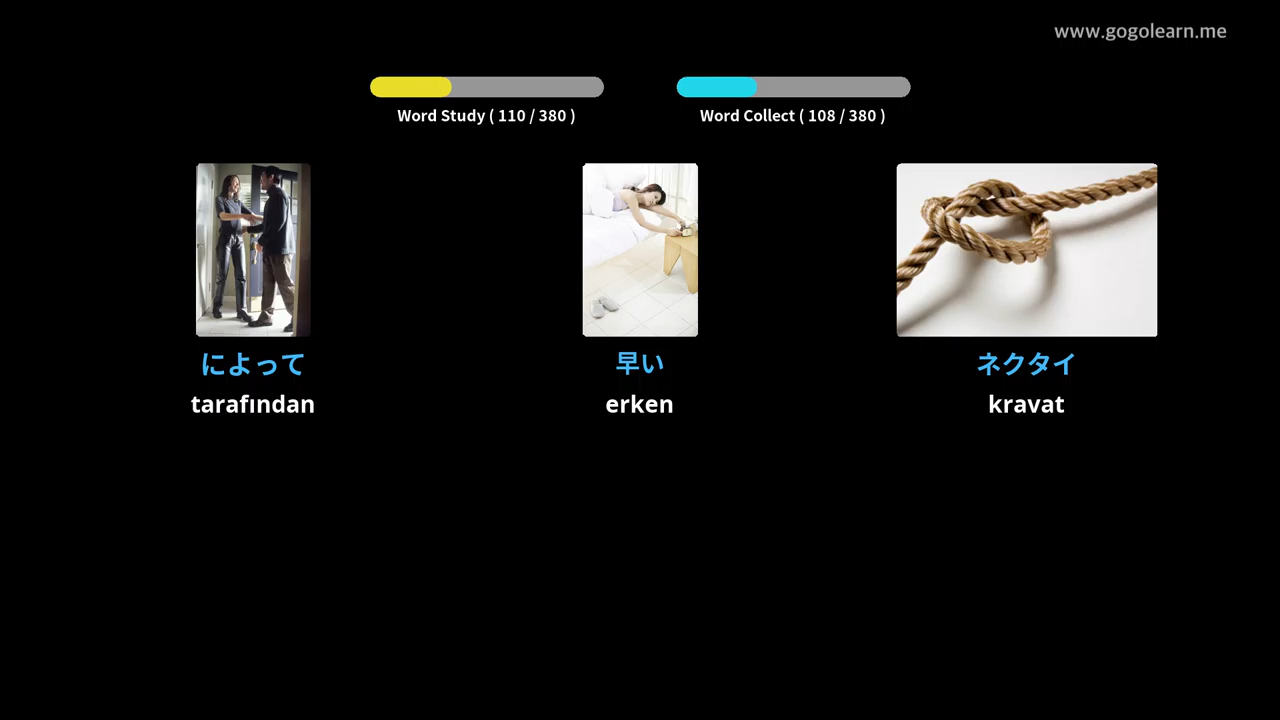 www.gogolearn.me
Word Study ( 110 / 380 )
Word Collect ( 108 / 380 )
によって
tarafından
早い
erken
ネクタイ
kravat